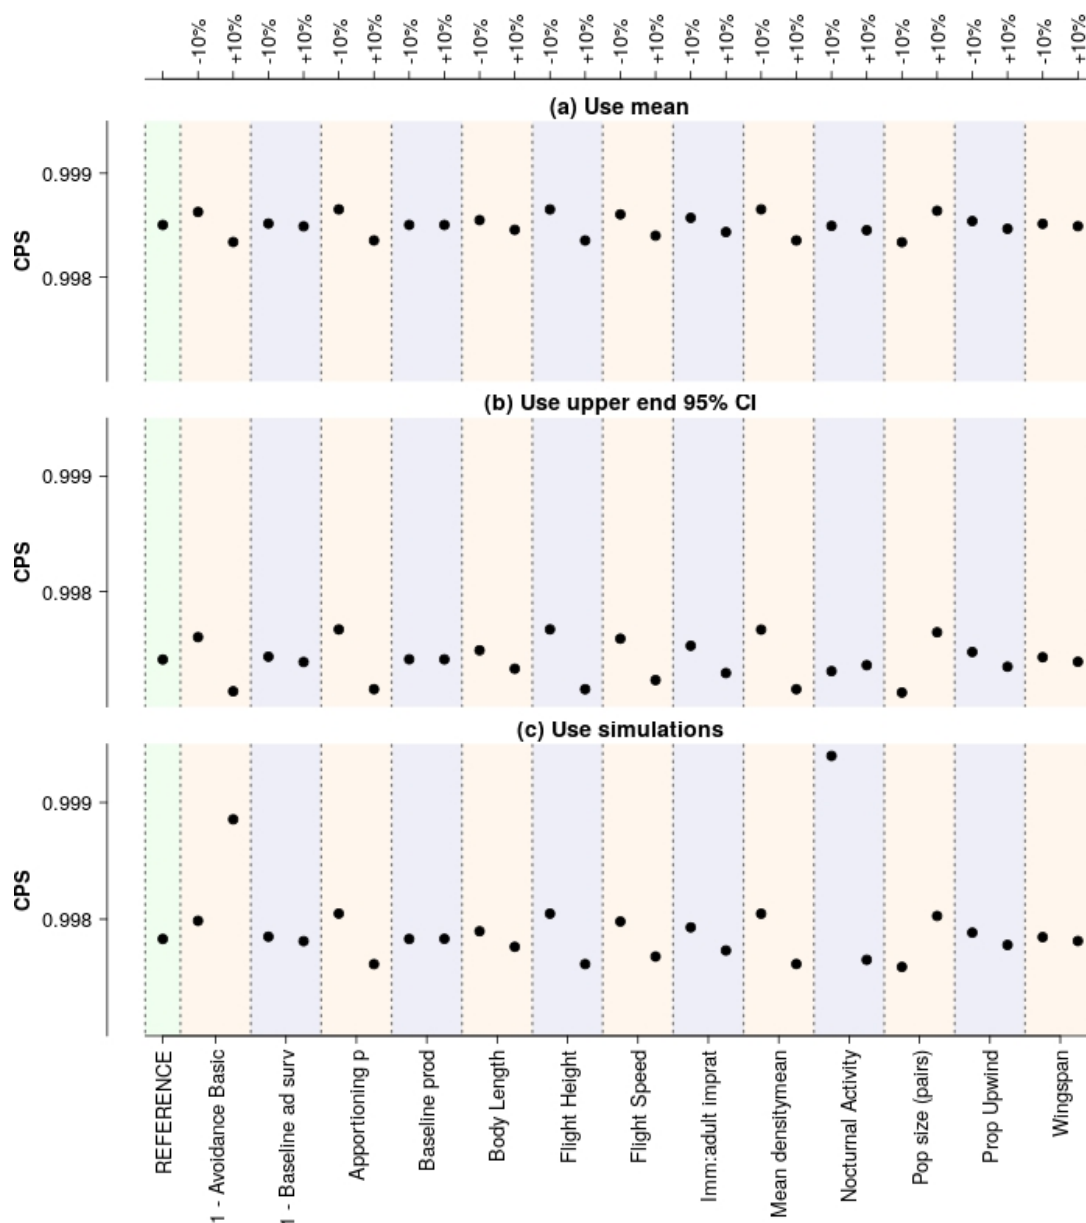 -10% +10% -10% +10% -10% +10% -10% +10% -10% +10% -10% +10% -10% +10% -10% +10% -10% +10% -10% +10% -10% +10% -10% +10% -10% +10%
(a) Use mean
0.999
CPS
0.998
(b) Use upper end 95% CI
0.999
CPS
0.998
(c) Use simulations
0.999
CPS
0.998
REFERENCE
1 - Avoidance Basic
1 - Baseline ad surv
Apportioning p
Baseline prod
Body Length
Flight Height
Flight Speed
Imm:adult imprat
Mean densitymean
Nocturnal Activity
Pop size (pairs)
Prop Upwind
Wingspan